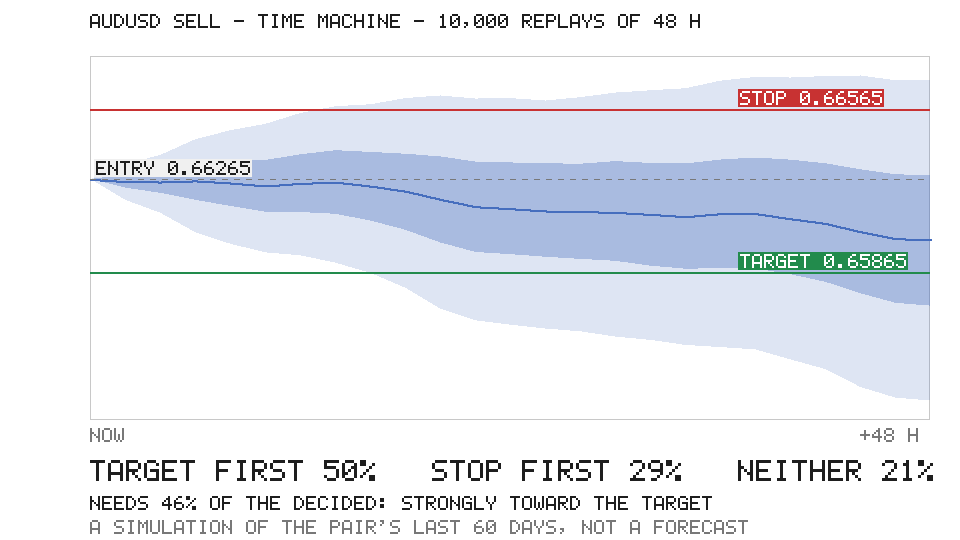 AUDUSD SELL - TIME MACHINE - 10,000 REPLAYS OF 48 H
STOP 0.66565
ENTRY 0.66265
TARGET 0.65865
NOW +48 H
TARGET FIRST 50% STOP FIRST 29% NEITHER 21%
NEEDS 46% OF THE DECIDED: STRONGLY TOWARD THE TARGET
A SIMULATION OF THE PAIR'S LAST 60 DAYS, NOT A FORECAST